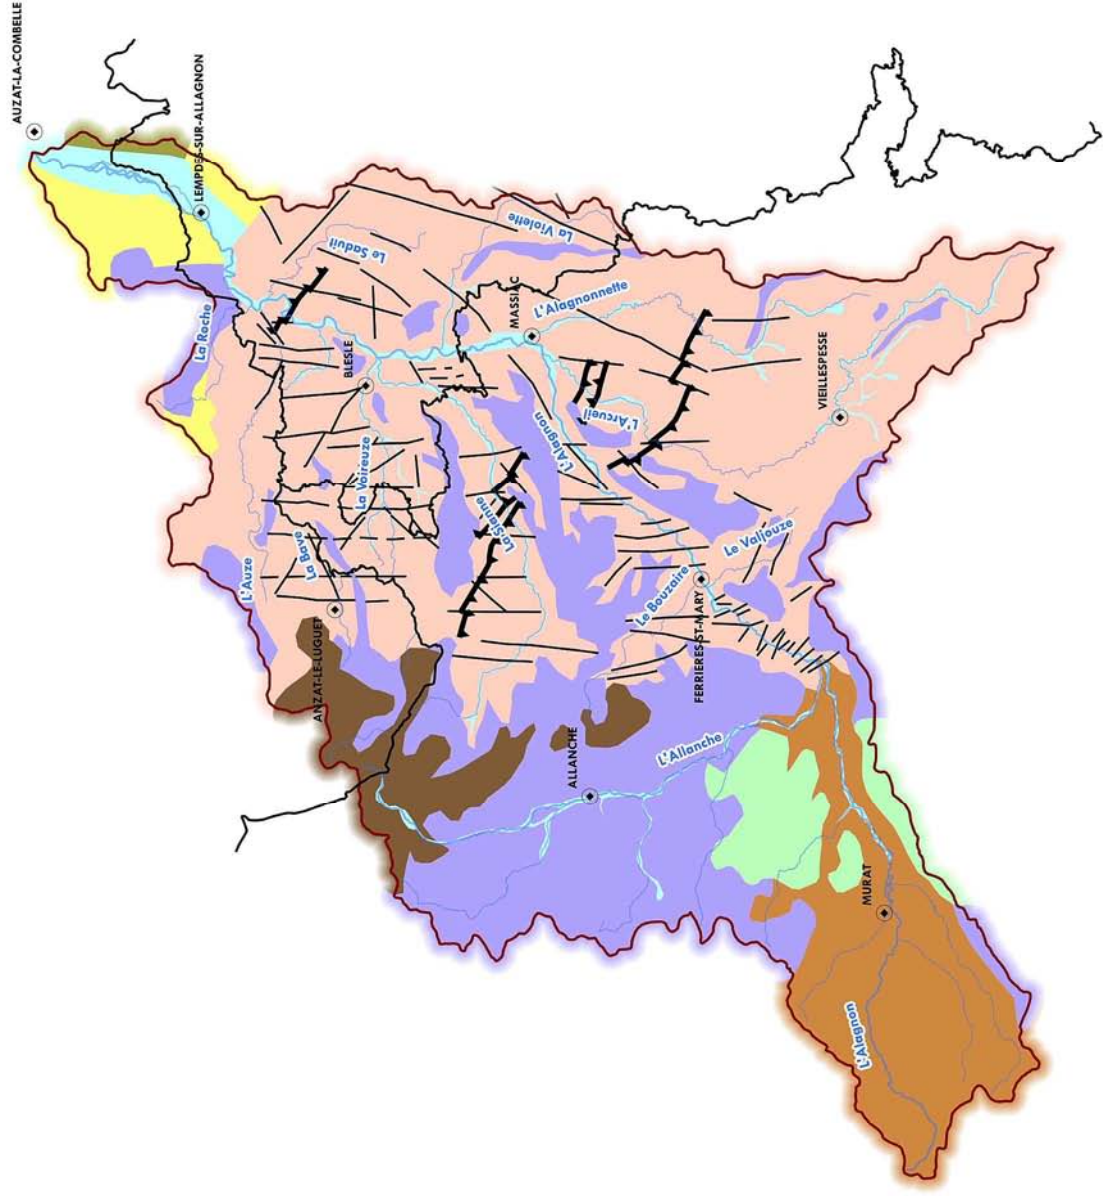 AUZAT-LA-COMBELLE
LEMPDES-SUR-ALLAGNON
La Roche
Le Saduit
La Violette
BLESLE
MASSIAC
L'Alagnonnette
L'Auze
La Bave
La Voireuze
La Sianne
L'Alagnon
L'Arcueil
VIEILLESPESSE
ANZAT-LE-LUGUET
Le Bouzaire
Le Valjouze
FERRIERES-ST-MARY
ALLANCHE
L'Allanche
MURAT
L'Alagnon